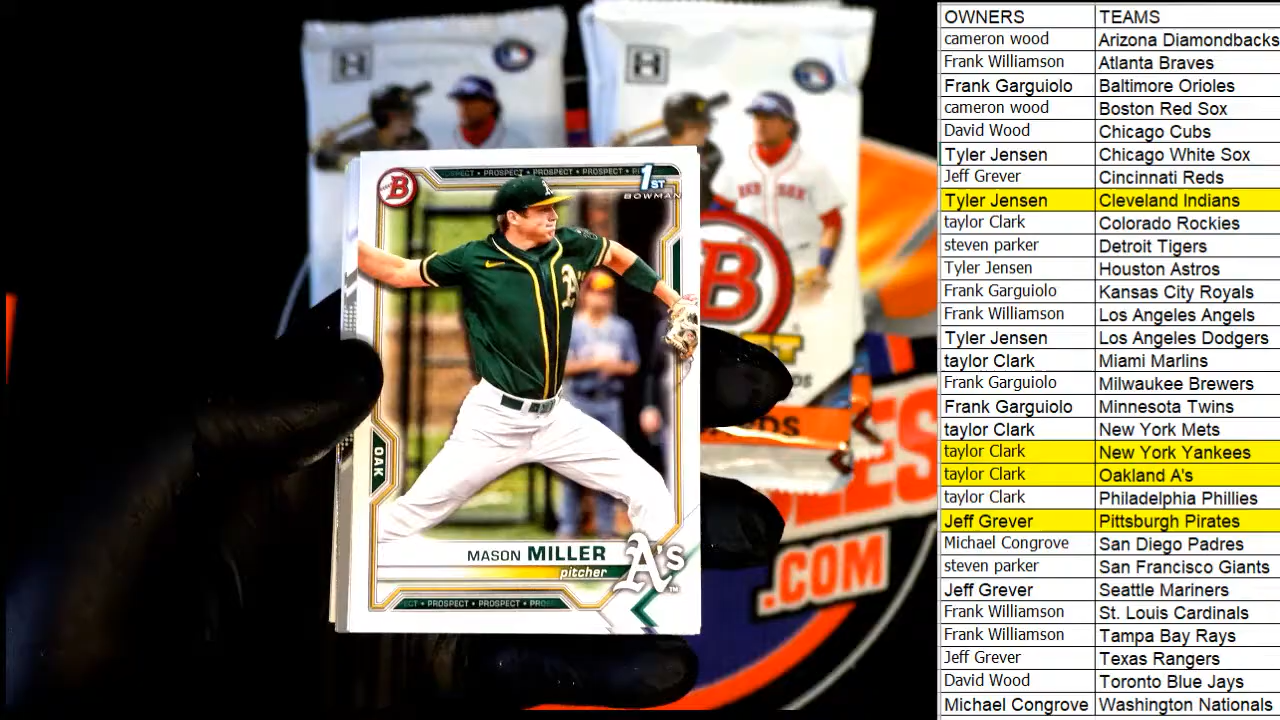 H
H
PROSPECT • PROSPECT • PROSPECT • PROSPECT
B
1ST
BOWMAN
A's
OAK
B
MASON MILLER
pitcher
A's
PROSPECT • PROSPECT
.COM
OWNERS TEAMS
cameron wood Arizona Diamondbacks
Frank Williamson Atlanta Braves
Frank Garguiolo Baltimore Orioles
cameron wood Boston Red Sox
David Wood Chicago Cubs
Tyler Jensen Chicago White Sox
Jeff Grever Cincinnati Reds
Tyler Jensen Cleveland Indians
taylor Clark Colorado Rockies
steven parker Detroit Tigers
Tyler Jensen Houston Astros
Frank Garguiolo Kansas City Royals
Frank Williamson Los Angeles Angels
Tyler Jensen Los Angeles Dodgers
taylor Clark Miami Marlins
Frank Garguiolo Milwaukee Brewers
Frank Garguiolo Minnesota Twins
taylor Clark New York Mets
taylor Clark New York Yankees
taylor Clark Oakland A's
taylor Clark Philadelphia Phillies
Jeff Grever Pittsburgh Pirates
Michael Congrove San Diego Padres
steven parker San Francisco Giants
Jeff Grever Seattle Mariners
Frank Williamson St. Louis Cardinals
Frank Williamson Tampa Bay Rays
Jeff Grever Texas Rangers
David Wood Toronto Blue Jays
Michael Congrove Washington Nationals